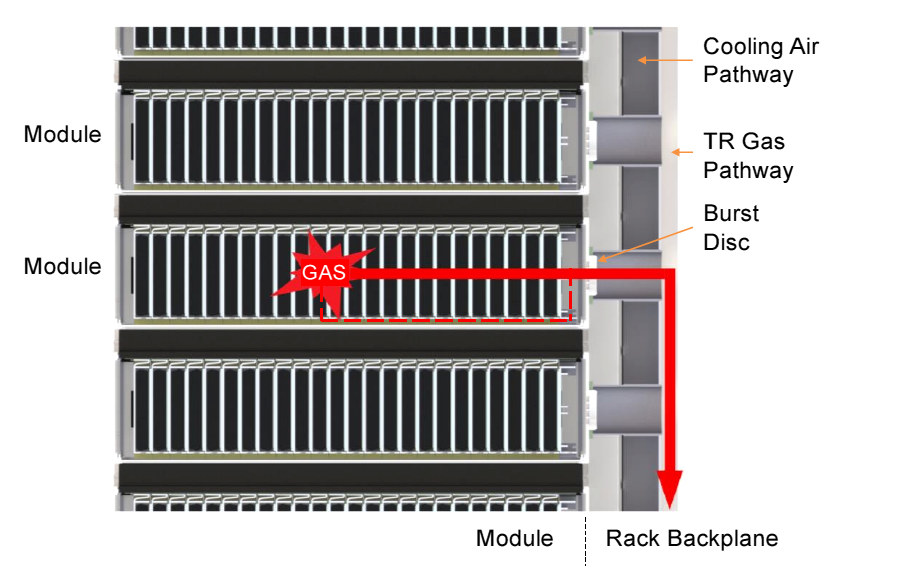 Cooling Air
Pathway
Module
TR Gas
Pathway
Burst
Disc
Module
GAS
Module
Rack Backplane